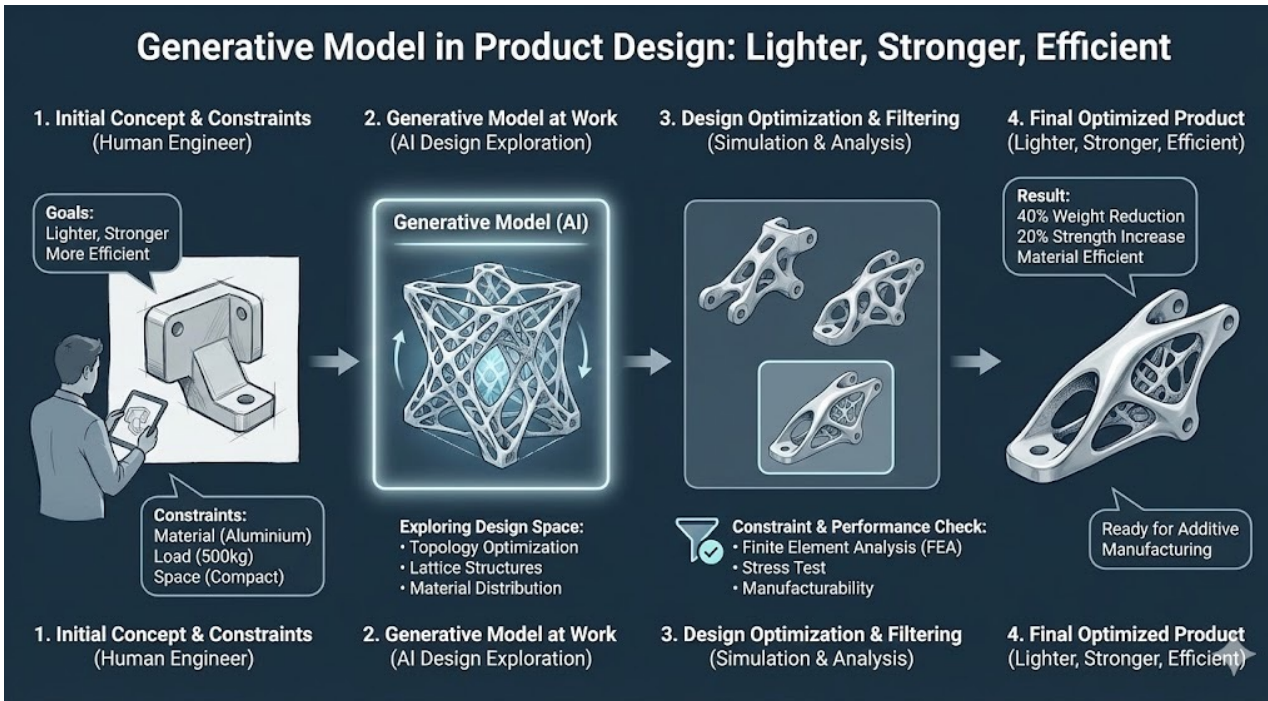 Generative Model in Product Design: Lighter, Stronger, Efficient
1. Initial Concept & Constraints
(Human Engineer)
2. Generative Model at Work
(AI Design Exploration)
3. Design Optimization & Filtering
(Simulation & Analysis)
4. Final Optimized Product
(Lighter, Stronger, Efficient)
Goals:
Lighter, Stronger
More Efficient
Constraints:
Material (Aluminium)
Load (500kg)
Space (Compact)
Generative Model (AI)
Exploring Design Space:
• Topology Optimization
• Lattice Structures
• Material Distribution
Constraint & Performance Check:
• Finite Element Analysis (FEA)
• Stress Test
• Manufacturability
Result:
40% Weight Reduction
20% Strength Increase
Material Efficient
Ready for Additive
Manufacturing
1. Initial Concept & Constraints
(Human Engineer)
2. Generative Model at Work
(AI Design Exploration)
3. Design Optimization & Filtering
(Simulation & Analysis)
4. Final Optimized Product
(Lighter, Stronger, Efficient)